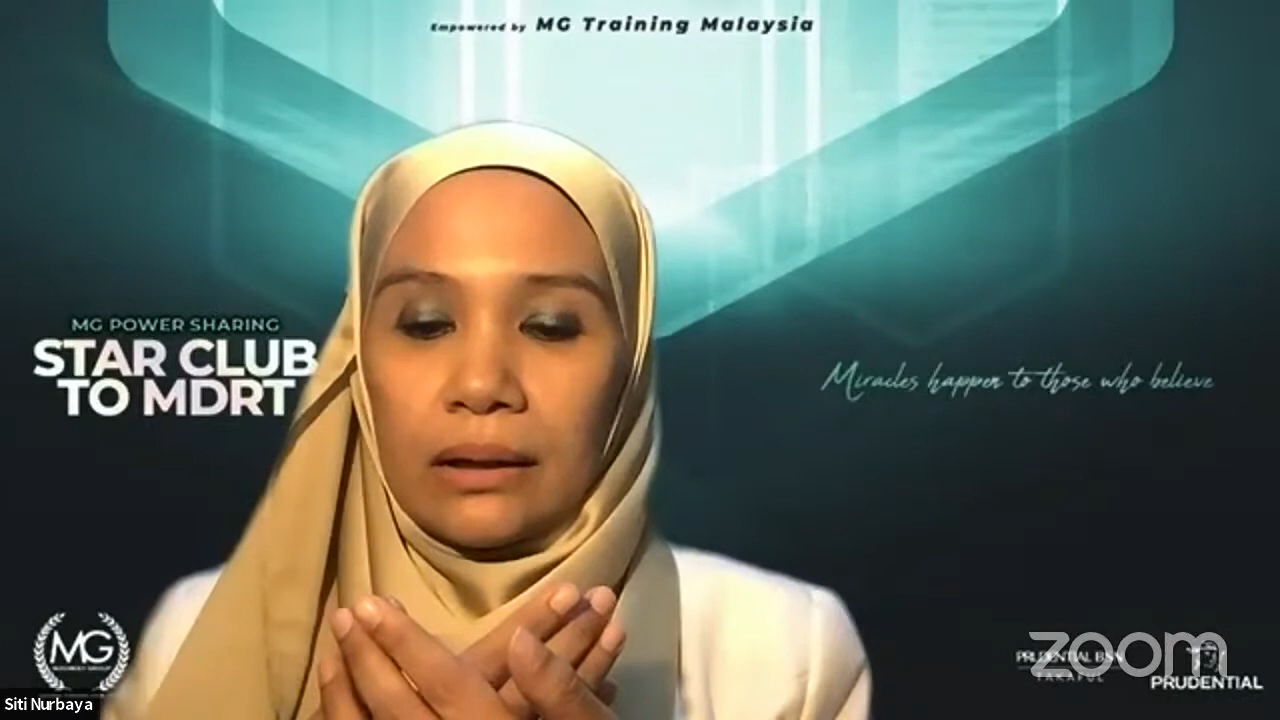 Empowered by MG Training Malaysia
MG POWER SHARING
STAR CLUB
TO MDRT
Miracles happen to those who believe
MG
zoom
PRUDENTIAL
PRUDENTIAL
Siti Nurbaya